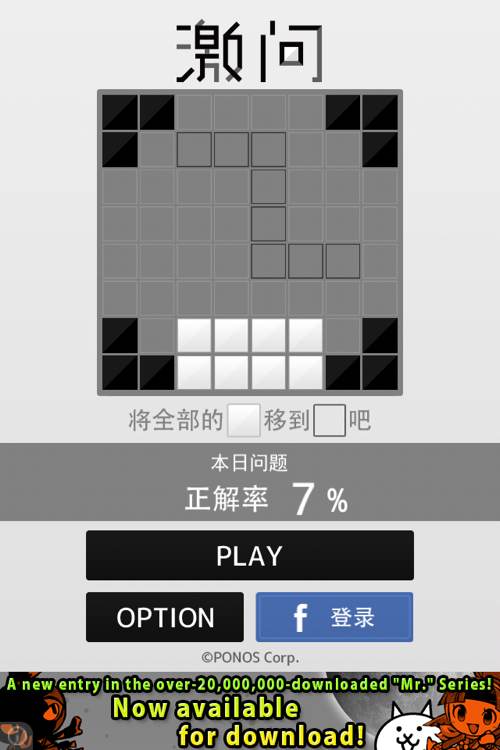 激问
将全部的 移到 吧
本日问题
正解率 7 %
PLAY
OPTION
f 登录
©PONOS Corp.
A new entry in the over-20,000,000-downloaded "Mr." Series!
Now available
for download!